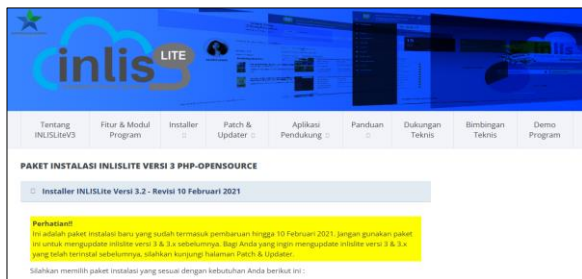 inlis LITE
Tentang INLISLiteV3
Fitur & Modul Program
Installer
Patch & Updater
Aplikasi Pendukung
Panduan
Dukungan Teknis
Bimbingan Teknis
Demo Program
PAKET INSTALASI INLISLITE VERSI 3 PHP-OPENSOURCE
Installer INLISLite Versi 3.2 - Revisi 10 Februari 2021
Perhatian!!
Ini adalah paket instalasi baru yang sudah termasuk pembaruan hingga 10 Februari 2021. Jangan gunakan paket
ini untuk mengupdate inlislite versi 3 & 3.x sebelumnya. Bagi Anda yang ingin mengupdate inlislite versi 3 & 3.x
yang telah terinstal sebelumnya, silahkan kunjungi halaman Patch & Updater.
Silahkan memilih paket instalasi yang sesuai dengan kebutuhan Anda berikut ini :